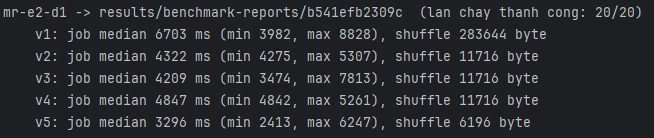 mr-e2-d1 -> results/benchmark-reports/b541efb2309c (lan chay thanh cong: 20/20)
v1: job median 6703 ms (min 3982, max 8828), shuffle 283644 byte
v2: job median 4322 ms (min 4275, max 5307), shuffle 11716 byte
v3: job median 4209 ms (min 3474, max 7813), shuffle 11716 byte
v4: job median 4847 ms (min 4842, max 5261), shuffle 11716 byte
v5: job median 3296 ms (min 2413, max 6247), shuffle 6196 byte